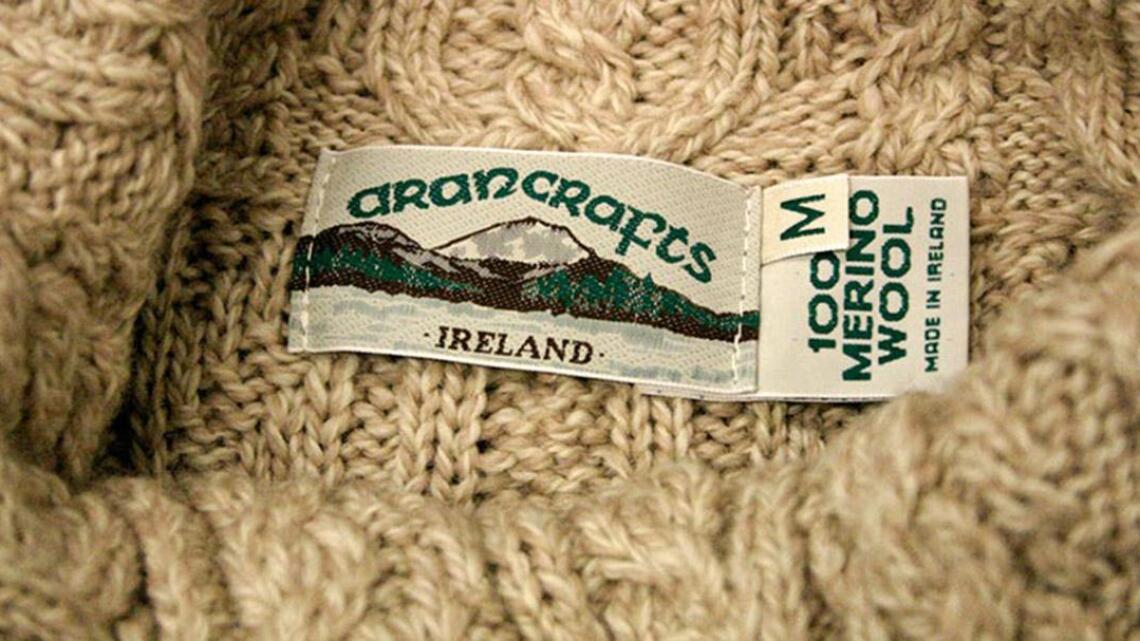 aranCRafts
·IRELAND·
M
100
MERINO
WOOL
MADE IN IRELAND